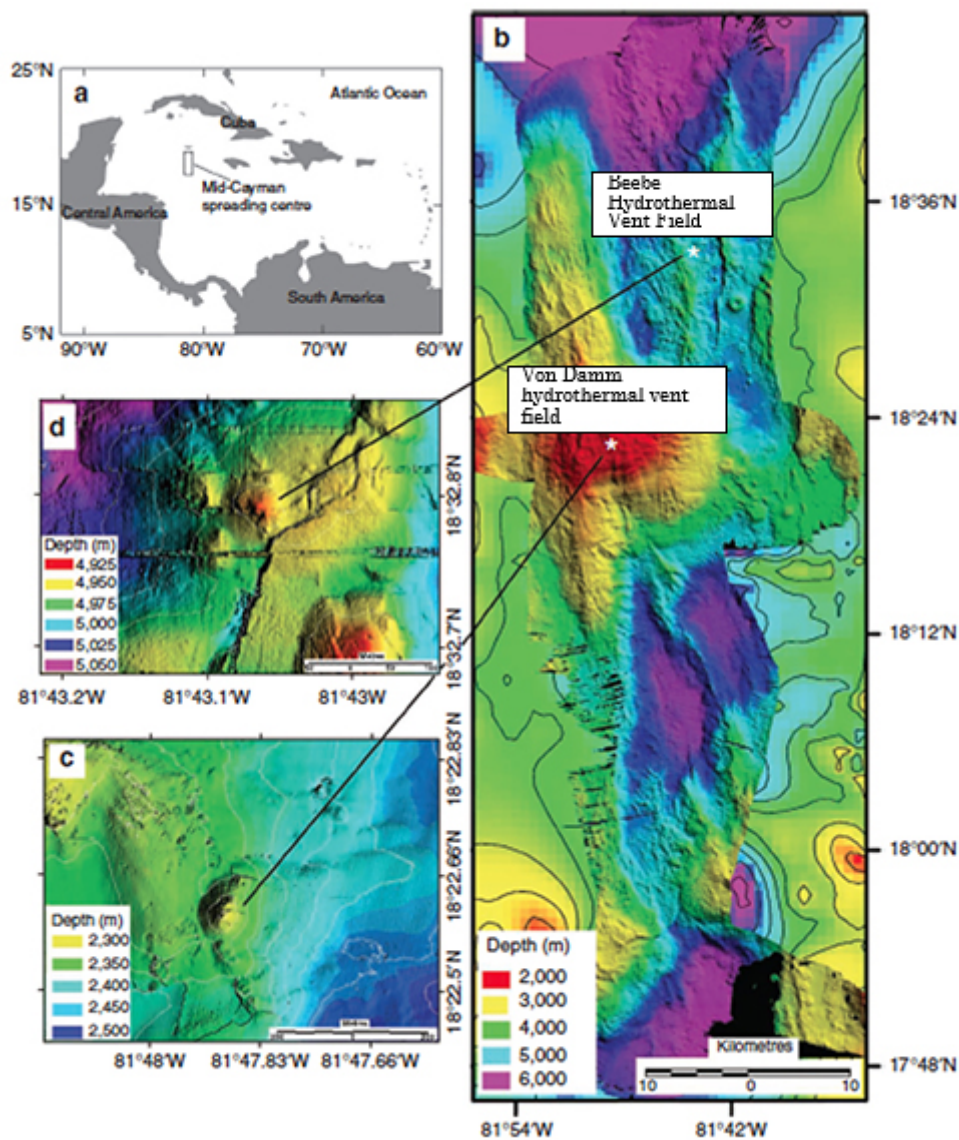 a
25°N
15°N
5°N
90°W
80°W
70°W
60°W
Atlantic Ocean
Cuba
Mid-Cayman
spreading centre
Central America
South America
b
Beebe
Hydrothermal
Vent Field
Von Damm
hydrothermal vent
field
18°36'N
18°24'N
18°12'N
18°00'N
17°48'N
81°54'W
81°42'W
Depth (m)
2,000
3,000
4,000
5,000
6,000
Kilometres
10
0
10
d
Depth (m)
4,925
4,950
4,975
5,000
5,025
5,050
18°32.8'N
18°32.7'N
81°43.2'W
81°43.1'W
81°43'W
c
Depth (m)
2,300
2,350
2,400
2,450
2,500
18°22.83'N
18°22.66'N
18°22.5'N
81°48'W
81°47.83'W
81°47.66'W